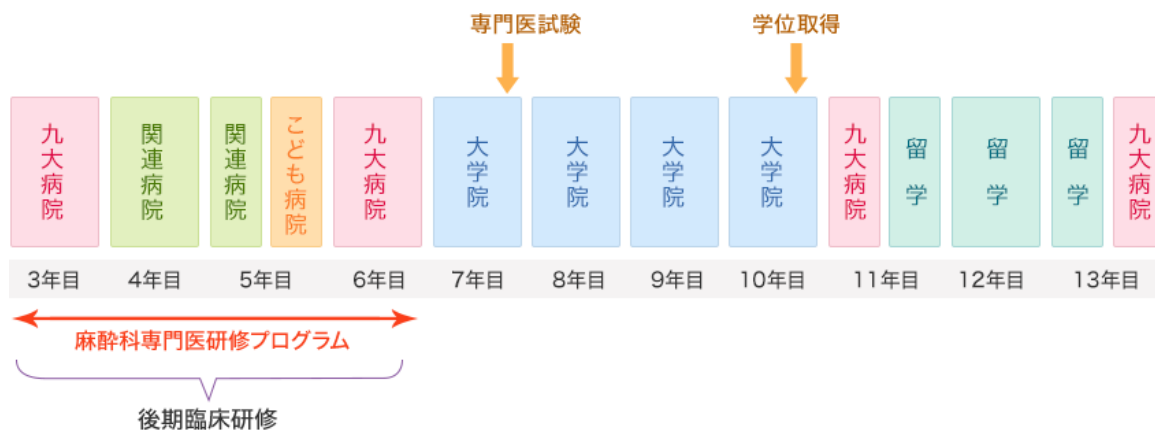 専門医試験
学位取得
九大病院
関連病院
関連病院
こども病院
九大病院
大学院
大学院
大学院
大学院
九大病院
留学
留学
留学
九大病院
3年目
4年目
5年目
6年目
7年目
8年目
9年目
10年目
11年目
12年目
13年目
麻酔科専門医研修プログラム
後期臨床研修